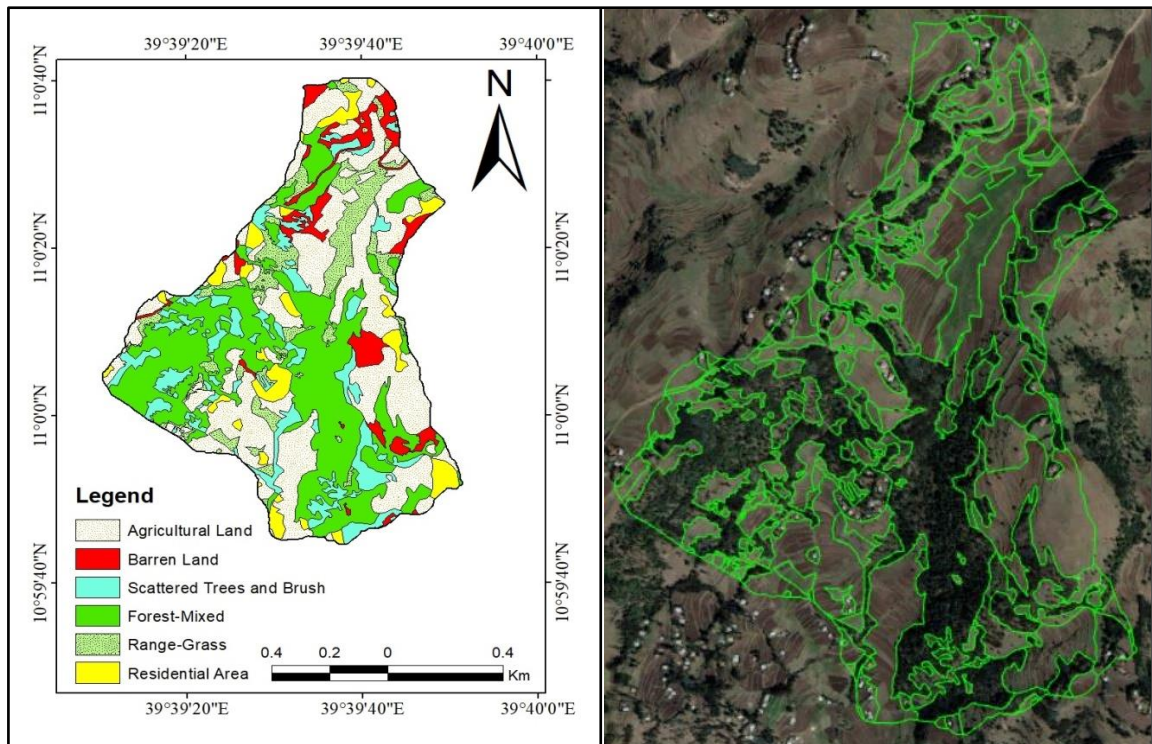 39°39'20"E 39°39'40"E 39°40'0"E
11°0'40"N
11°0'40"N
N
11°0'20"N
11°0'20"N
11°0'0"N
11°0'0"N
Legend
Agricultural Land
Barren Land
Scattered Trees and Brush
Forest-Mixed
Range-Grass
Residential Area
10°59'40"N
10°59'40"N
0.4 0.2 0 0.4
Km
39°39'20"E 39°39'40"E 39°40'0"E